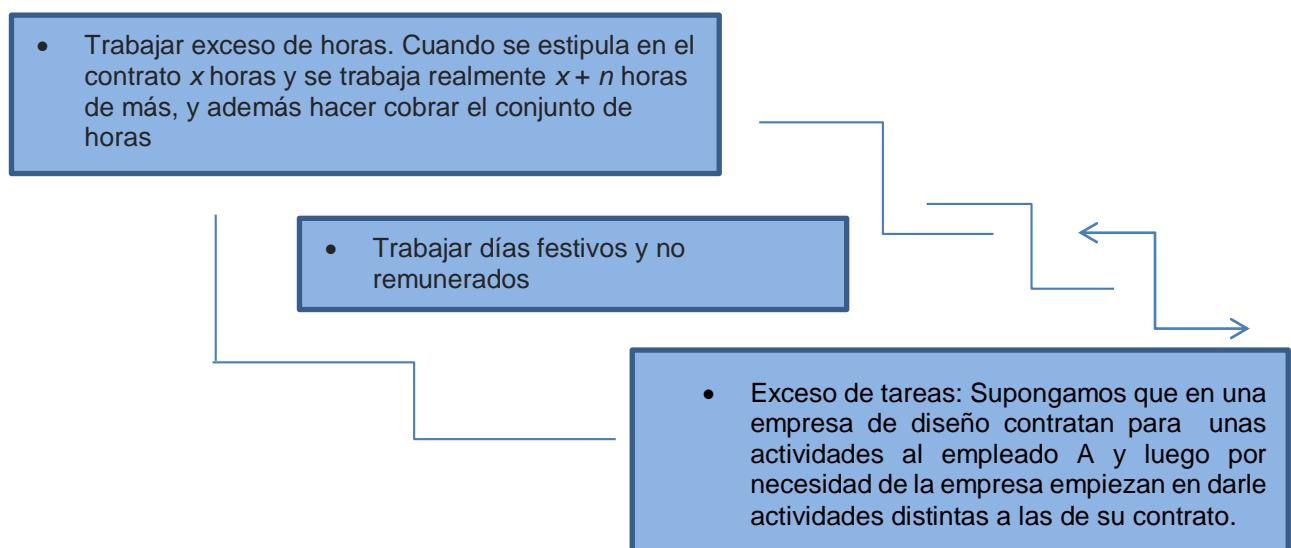 • Trabajar exceso de horas. Cuando se estipula en el
contrato x horas y se trabaja realmente x + n horas
de más, y además hacer cobrar el conjunto de
horas
• Trabajar días festivos y no
remunerados
• Exceso de tareas: Supongamos que en una
empresa de diseño contratan para unas
actividades al empleado A y luego por
necesidad de la empresa empiezan en darle
actividades distintas a las de su contrato.